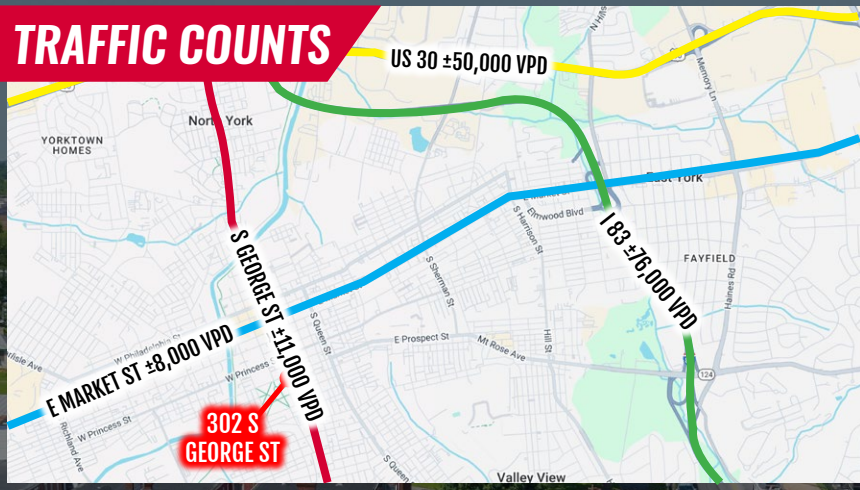 TRAFFIC COUNTS
US 30 ±50,000 VPD
Memory Ln
North York
YORKTOWN
HOMES
East York
Elmwood Blvd
S Harrison St
I 83 ±76,000 VPD
FAYFIELD
Haines Rd
S GEORGE ST ±11,000 VPD
S Sherman St
S Queen St
E Prospect St
Mt Rose Ave
Hill St
124
W Philadelphia St
E MARKET ST ±8,000 VPD
W Princess
W Princess St
Richland Ave
302 S
GEORGE ST
S Queen
Valley View